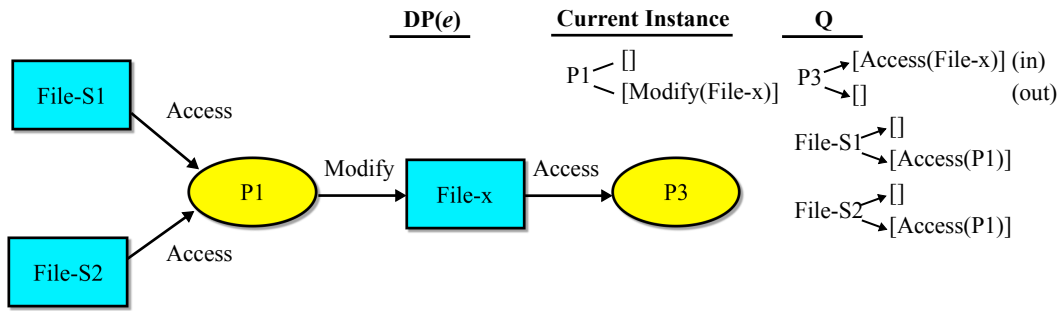 DP(e)
Current Instance
Q
P1
[]
[Modify(File-x)]
P3
[Access(File-x)] (in)
[]
(out)
File-S1
[]
[Access(P1)]
File-S2
[]
[Access(P1)]
File-S1
Access
P1
Modify
File-x
Access
P3
File-S2
Access